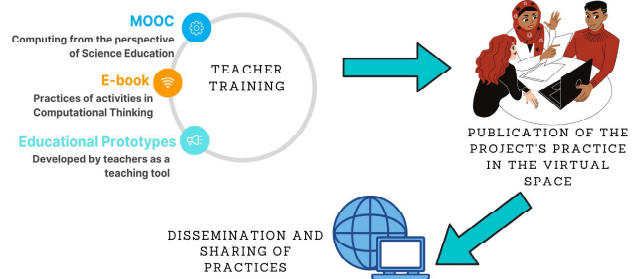 MOOC
Computing from the perspective
of Science Education
E-book
Practices of activities in
Computational Thinking
Educational Prototypes
Developed by teachers as a
teaching tool
TEACHER
TRAINING
PUBLICATION OF THE
PROJECT'S PRACTICE
IN THE VIRTUAL
SPACE
DISSEMINATION AND
SHARING OF
PRACTICES